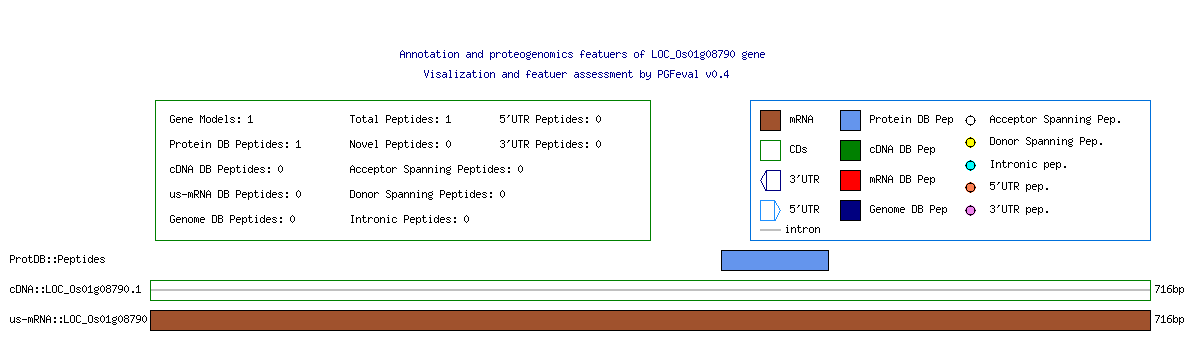 Annotation and proteogenomics featuers of LOC_Os01g08790 gene
Visalization and featuer assessment by PGFeval v0.4
Gene Models: 1 Total Peptides: 1 5'UTR Peptides: 0
Protein DB Peptides: 1 Novel Peptides: 0 3'UTR Peptides: 0
cDNA DB Peptides: 0 Acceptor Spanning Peptides: 0
us-mRNA DB Peptides: 0 Donor Spanning Peptides: 0
Genome DB Peptides: 0 Intronic Peptides: 0
mRNA Protein DB Pep Acceptor Spanning Pep.
CDs cDNA DB Pep Donor Spanning Pep.
3'UTR mRNA DB Pep Intronic pep.
5'UTR Genome DB Pep 5'UTR pep.
intron 3'UTR pep.
ProtDB::Peptides
cDNA::LOC_Os01g08790.1 716bp
us-mRNA::LOC_Os01g08790 716bp